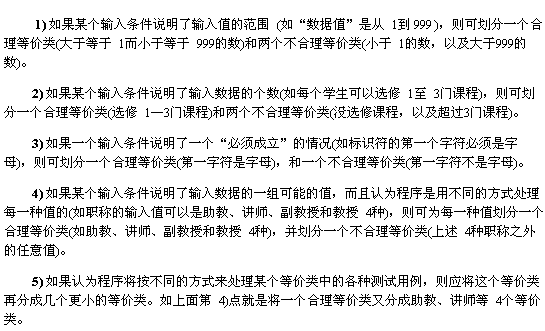 1) 如果某个输入条件说明了输入值的范围 (如“数据值”是从 1到 999 )，则可划分一个合
理等价类(大于等于 1而小于等于 999的数)和两个不合理等价类(小于 1的数，以及大于999的
数)。
2) 如果某个输入条件说明了输入数据的个数(如每个学生可以选修 1至 3门课程)，则可划
分一个合理等价类(选修 1—3门课程)和两个不合理等价类(没选修课程，以及超过3门课程)。
3) 如果一个输入条件说明了一个“必须成立”的情况(如标识符的第一个字符必须是字
母)，则可划分一个合理等价类(第一字符是字母)，和一个不合理等价类(第一字符不是字母)。
4) 如果某个输入条件说明了输入数据的一组可能的值，而且认为程序是用不同的方式处理
每一种值的(如职称的输入值可以是助教、讲师、副教授和教授 4种)，则可为每一种值划分一个
合理等价类(如助教、讲师、副教授和教授 4种)，并划分一个不合理等价类(上述 4种职称之外
的任意值)。
5) 如果认为程序将按不同的方式来处理某个等价类中的各种测试用例，则应将这个等价类
再分成几个更小的等价类。如上面第 4)点就是将一个合理等价类又分成助教、讲师等 4个等价
类。